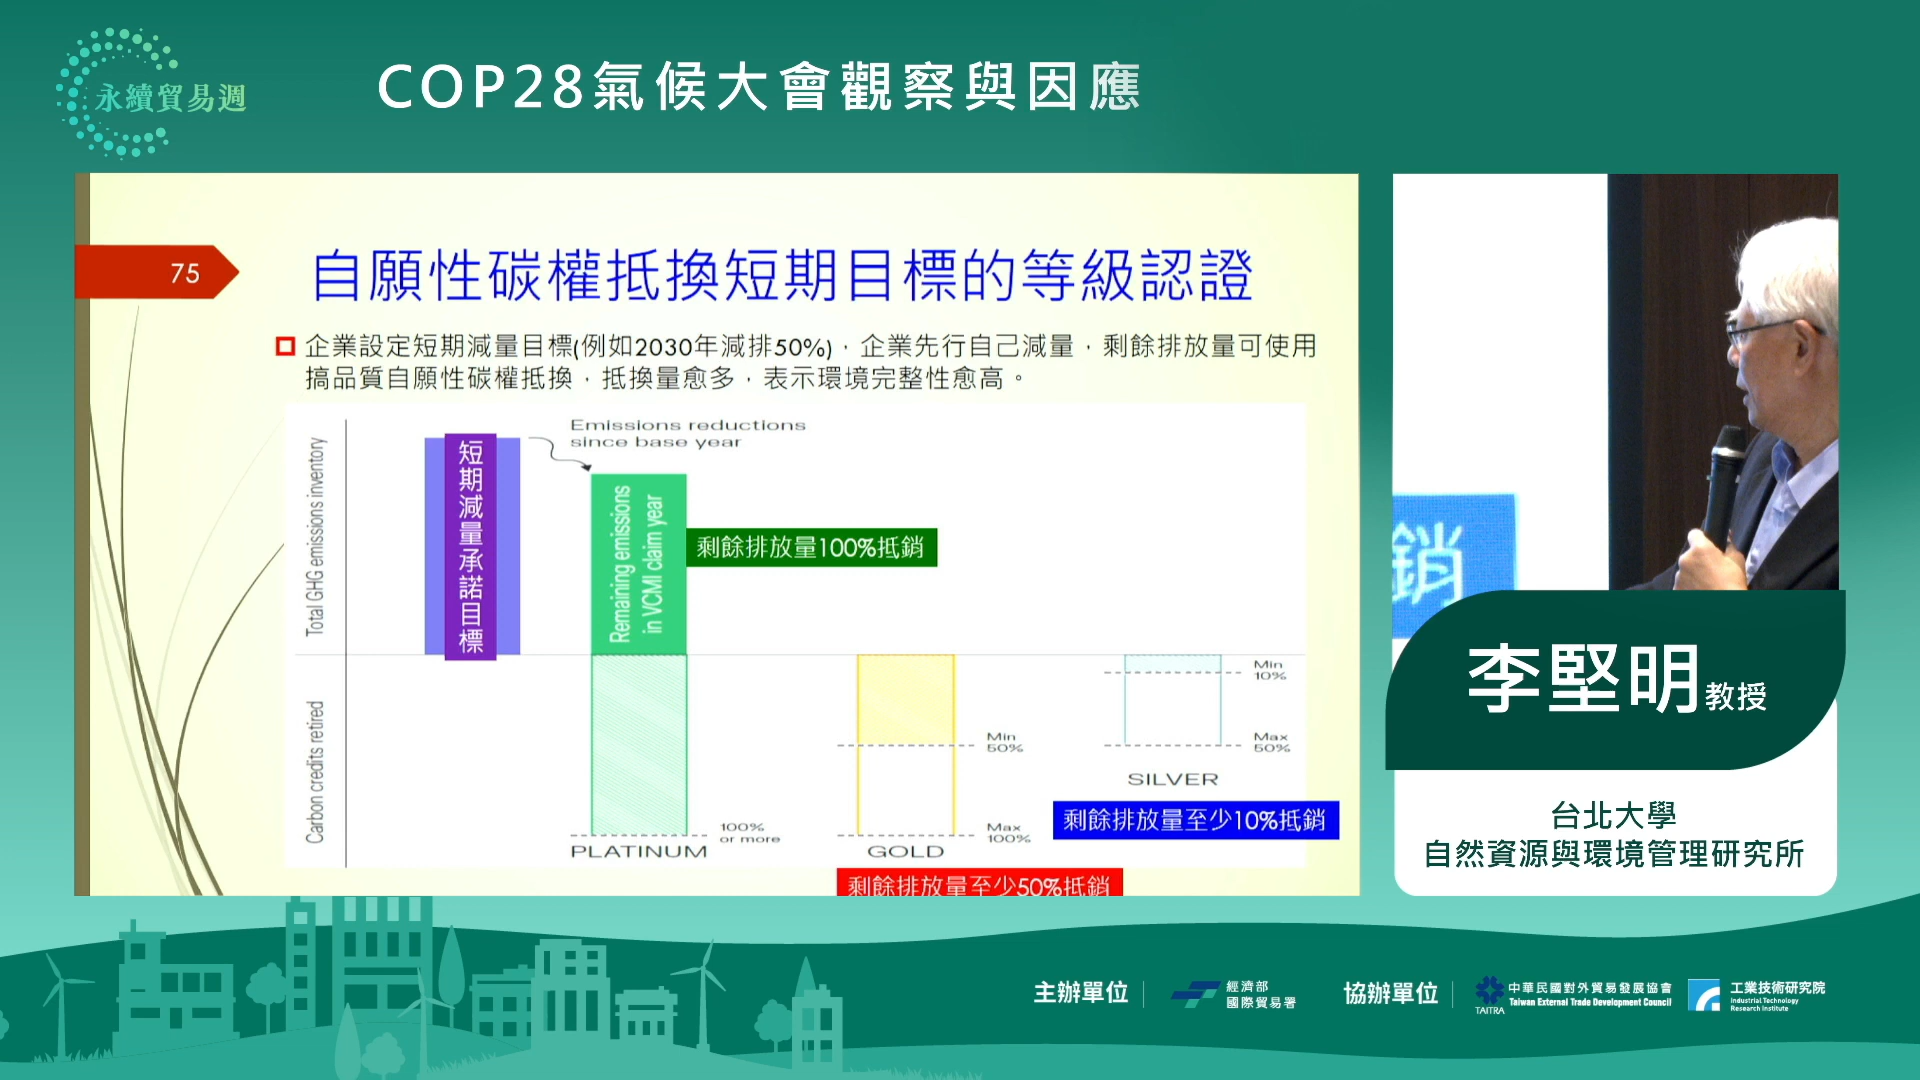 永續貿易週
COP28氣候大會觀察與因應
75
自願性碳權抵換短期目標的等級認證
企業設定短期減量目標(例如2030年減排50%)，企業先行自己減量，剩餘排放量可使用
搞品質自願性碳權抵換，抵換量愈多，表示環境完整性愈高。
Total GHG emissions inventory
Carbon credits retired
短期減量承諾目標
Emissions reductions
since base year
Remaining emissions
in VCMI claim year
剩餘排放量100%抵銷
100%
or more
PLATINUM
Min
50%
Max
100%
GOLD
剩餘排放量至少50%抵銷
Min
10%
Max
50%
SILVER
剩餘排放量至少10%抵銷
銷
李堅明教授
台北大學
自然資源與環境管理研究所
主辦單位
經濟部
國際貿易署
協辦單位
TAITRA
中華民國對外貿易發展協會
Taiwan External Trade Development Council
工業技術研究院
Industrial Technology
Research Institute